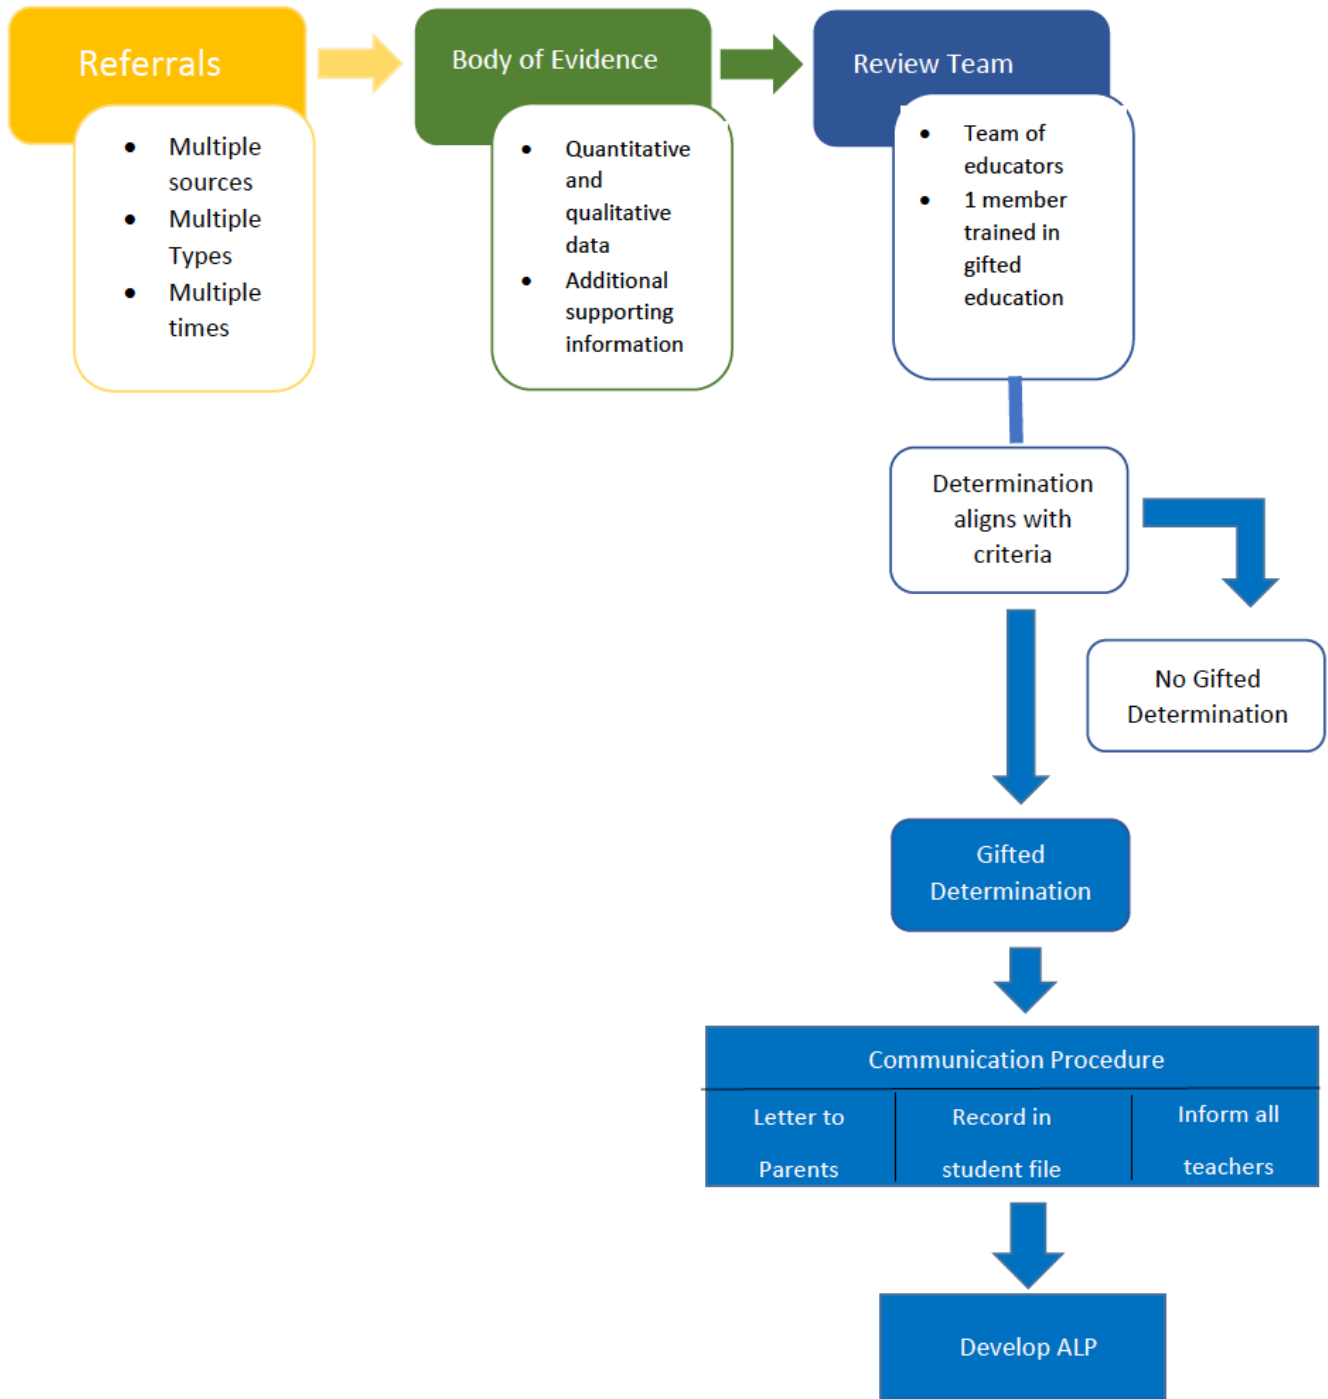 Referrals
• Multiple
sources
• Multiple
Types
• Multiple
times
Body of Evidence
• Quantitative
and
qualitative
data
• Additional
supporting
information
Review Team
• Team of
educators
• 1 member
trained in
gifted
education
Determination
aligns with
criteria
No Gifted
Determination
Gifted
Determination
Communication Procedure
Letter to
Parents
Record in
student file
Inform all
teachers
Develop ALP